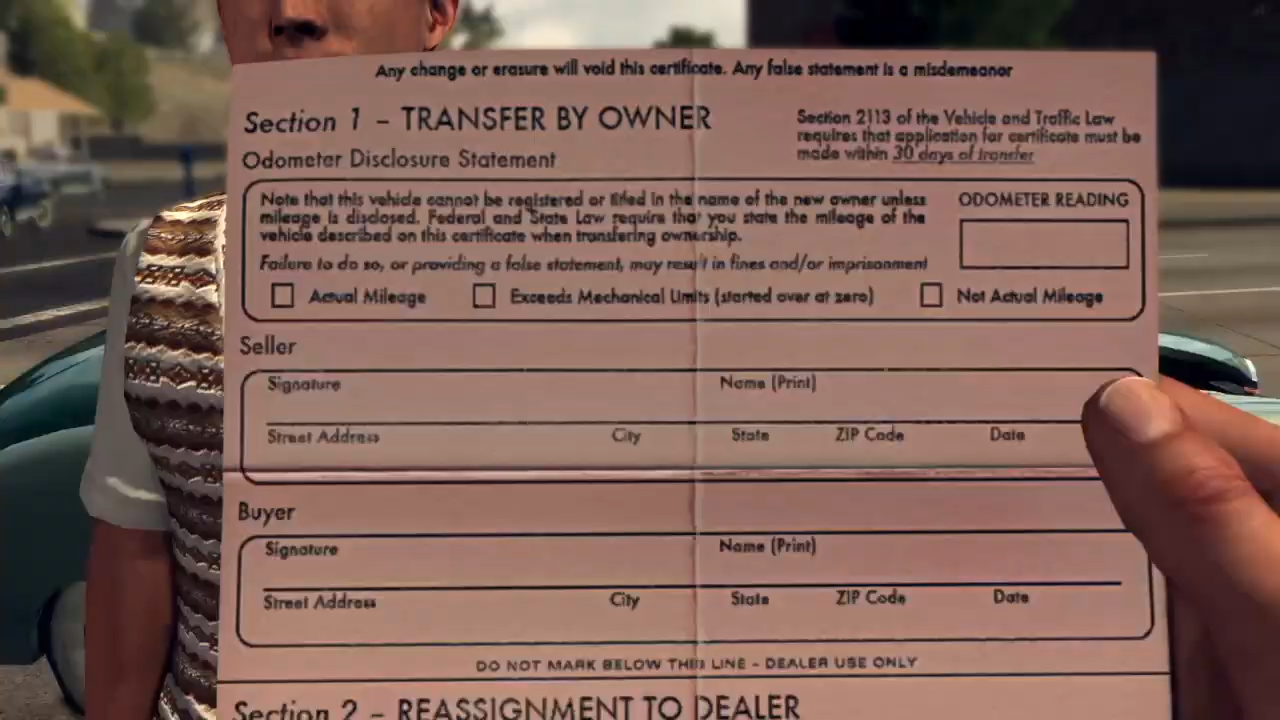 Any change or erasure will void this certificate. Any false statement is a misdemeanor
Section 1 - TRANSFER BY OWNER
Section 2113 of the Vehicle and Traffic Law
requires that application for certificate must be
made within 30 days of transfer
Odometer Disclosure Statement
Note that this vehicle cannot be registered or titled in the name of the new owner unless
mileage is disclosed. Federal and State Law require that you state the mileage of the
vehicle described on this certificate when transfering ownership.
Failure to do so, or providing a false statement, may result in fines and/or imprisonment
ODOMETER READING
Actual Mileage Exceeds Mechanical Limits (started over at zero) Not Actual Mileage
Seller
Signature Name (Print)
Street Address City State ZIP Code Date
Buyer
Signature Name (Print)
Street Address City State ZIP Code Date
DO NOT MARK BELOW THIS LINE - DEALER USE ONLY
Section 2 - REASSIGNMENT TO DEALER